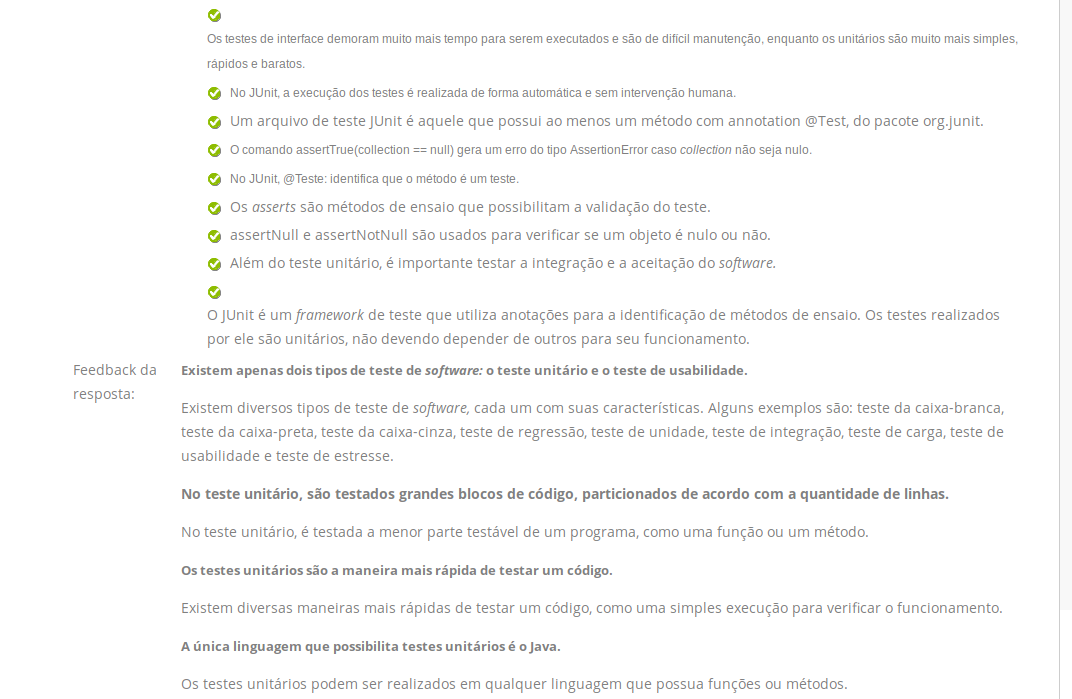 Os testes de interface demoram muito mais tempo para serem executados e são de difícil manutenção, enquanto os unitários são muito mais simples,
rápidos e baratos.
No JUnit, a execução dos testes é realizada de forma automática e sem intervenção humana.
Um arquivo de teste JUnit é aquele que possui ao menos um método com annotation @Test, do pacote org.junit.
O comando assertTrue(collection == null) gera um erro do tipo AssertionError caso collection não seja nulo.
No JUnit, @Teste: identifica que o método é um teste.
Os asserts são métodos de ensaio que possibilitam a validação do teste.
assertNull e assertNotNull são usados para verificar se um objeto é nulo ou não.
Além do teste unitário, é importante testar a integração e a aceitação do software.
O JUnit é um framework de teste que utiliza anotações para a identificação de métodos de ensaio. Os testes realizados
por ele são unitários, não devendo depender de outros para seu funcionamento.
Feedback da
resposta:
Existem apenas dois tipos de teste de software: o teste unitário e o teste de usabilidade.
Existem diversos tipos de teste de software, cada um com suas características. Alguns exemplos são: teste da caixa-branca,
teste da caixa-preta, teste da caixa-cinza, teste de regressão, teste de unidade, teste de integração, teste de carga, teste de
usabilidade e teste de estresse.
No teste unitário, são testados grandes blocos de código, particionados de acordo com a quantidade de linhas.
No teste unitário, é testada a menor parte testável de um programa, como uma função ou um método.
Os testes unitários são a maneira mais rápida de testar um código.
Existem diversas maneiras mais rápidas de testar um código, como uma simples execução para verificar o funcionamento.
A única linguagem que possibilita testes unitários é o Java.
Os testes unitários podem ser realizados em qualquer linguagem que possua funções ou métodos.